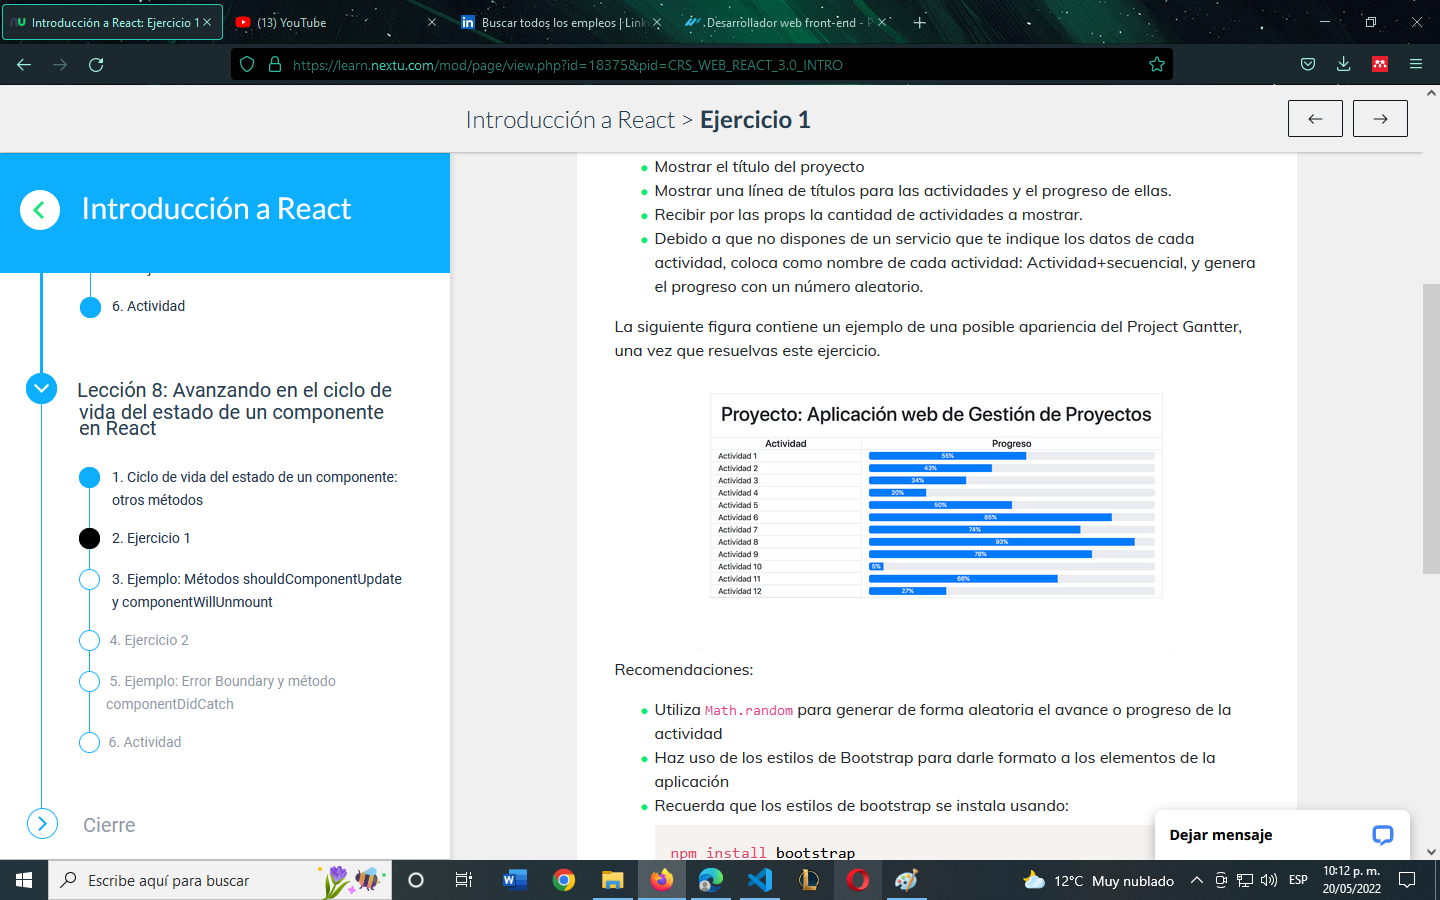 Introducción a React: Ejercicio 1
(13) YouTube
Buscar todos los empleos | Link
Desarrollador web front-end - P
https://learn.nextu.com/mod/page/view.php?id=18375&pid=CRS_WEB_REACT_3.0_INTRO
Introducción a React > Ejercicio 1
Introducción a React
6. Actividad
Lección 8: Avanzando en el ciclo de
vida del estado de un componente
en React
1. Ciclo de vida del estado de un componente:
otros métodos
2. Ejercicio 1
3. Ejemplo: Métodos shouldComponentUpdate
y componentWillUnmount
4. Ejercicio 2
5. Ejemplo: Error Boundary y método
componentDidCatch
6. Actividad
Cierre
Mostrar el título del proyecto
Mostrar una línea de títulos para las actividades y el progreso de ellas.
Recibir por las props la cantidad de actividades a mostrar.
Debido a que no dispones de un servicio que te indique los datos de cada
actividad, coloca como nombre de cada actividad: Actividad+secuencial, y genera
el progreso con un número aleatorio.
La siguiente figura contiene un ejemplo de una posible apariencia del Project Gantter,
una vez que resuelvas este ejercicio.
Proyecto: Aplicación web de Gestión de Proyectos
Actividad Progreso
Actividad 1 55%
Actividad 2 43%
Actividad 3 34%
Actividad 4 20%
Actividad 5 50%
Actividad 6 85%
Actividad 7 74%
Actividad 8 93%
Actividad 9 78%
Actividad 10 5%
Actividad 11 66%
Actividad 12 27%
Recomendaciones:
Utiliza Math.random para generar de forma aleatoria el avance o progreso de la
actividad
Haz uso de los estilos de Bootstrap para darle formato a los elementos de la
aplicación
Recuerda que los estilos de bootstrap se instala usando:
npm install bootstrap
Dejar mensaje
Escribe aquí para buscar
12°C Muy nublado
ESP
10:12 p. m.
20/05/2022